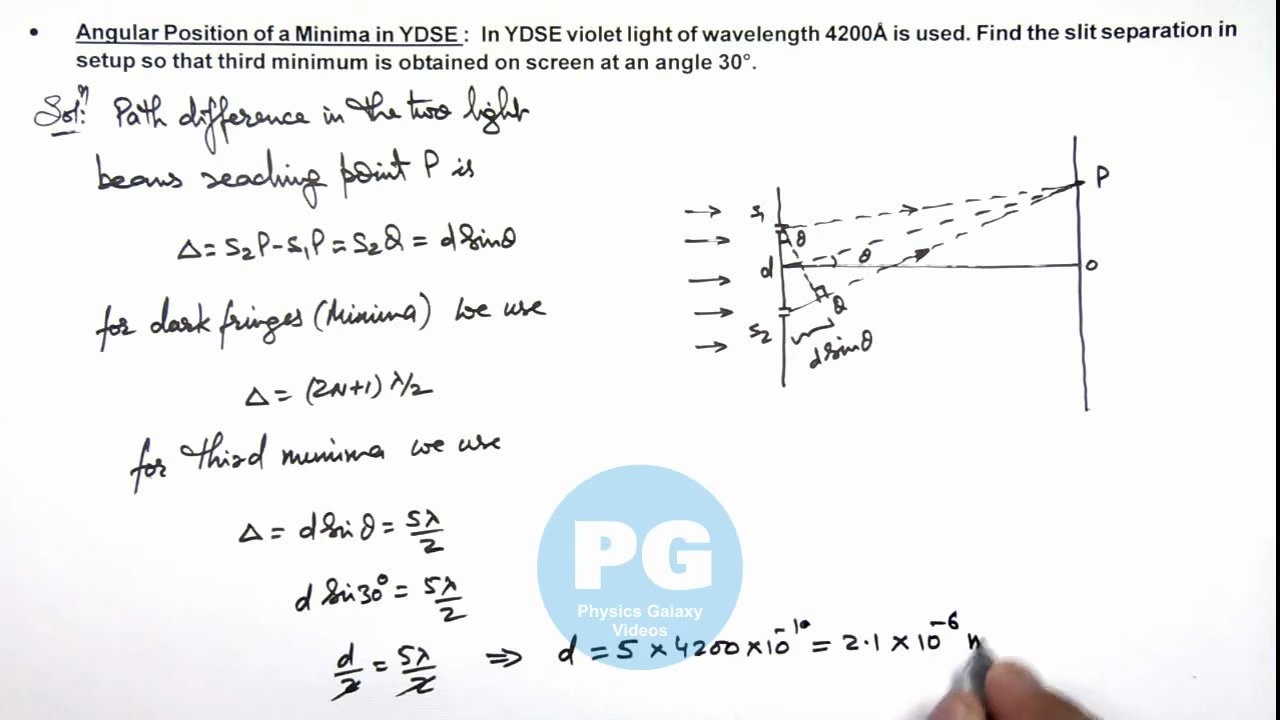 • Angular Position of a Minima in YDSE : In YDSE violet light of wavelength 4200Å is used. Find the slit separation in
setup so that third minimum is obtained on screen at an angle 30°.
Solⁿ: Path difference in the two light
beams reaching point P is
Δ = S₂P - S₁P = S₂Q = d sinθ
for dark fringes (Minima) we use
Δ = (2N+1) λ/2
for third minima we use
Δ = d sin θ = 5λ/2
d sin 30° = 5λ/2
d/2 = 5λ/2 ⇒ d = 5 × 4200 × 10⁻¹⁰ = 2.1 × 10⁻⁶
S₁
θ
P
d
θ
O
Q
S₂
d sinθ
PG
Physics Galaxy
Videos